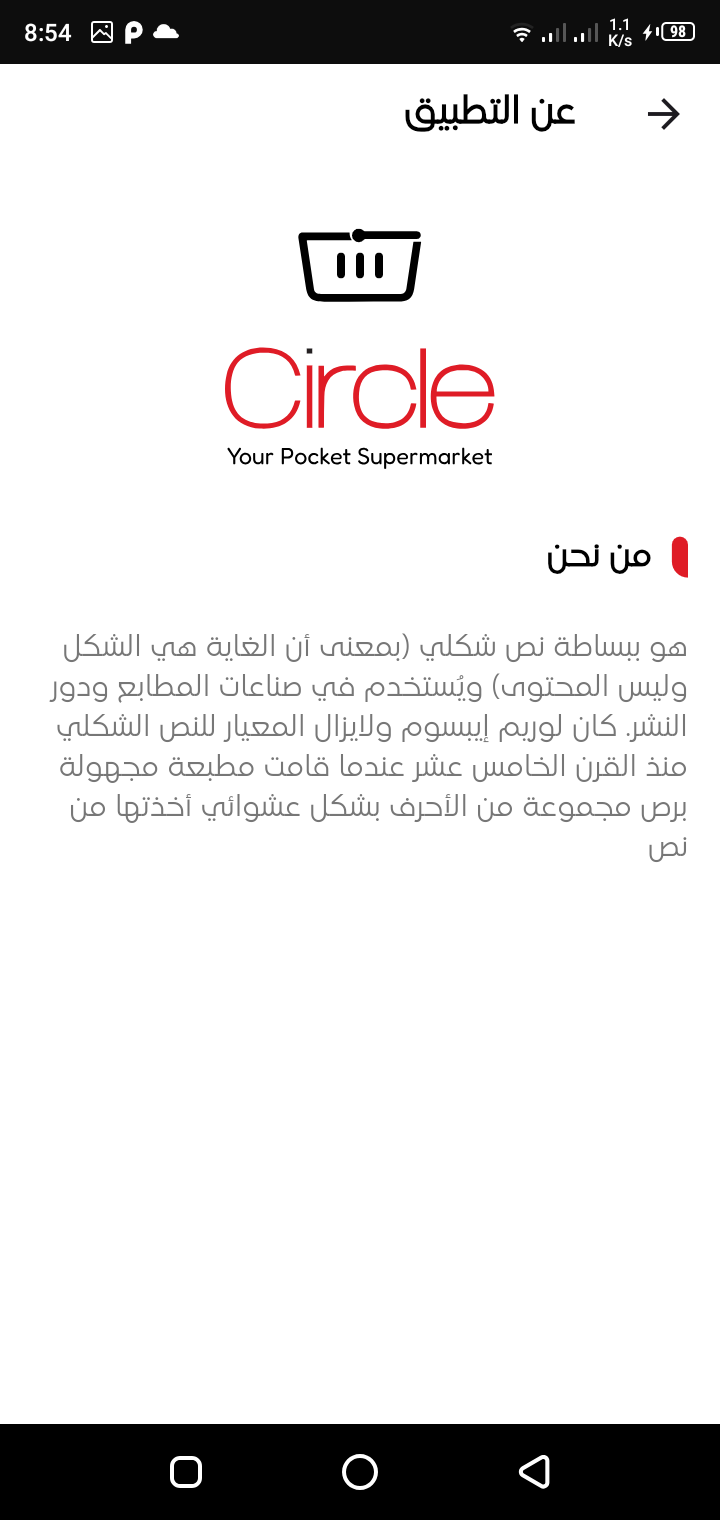 8:54
1.1
K/s
98
عن التطبيق
Circle
Your Pocket Supermarket
من نحن
هو ببساطة نص شكلي (بمعنى أن الغاية هي الشكل
وليس المحتوى) ويُستخدم في صناعات المطابع ودور
النشر. كان لوريم إيبسوم ولايزال المعيار للنص الشكلي
منذ القرن الخامس عشر عندما قامت مطبعة مجهولة
برص مجموعة من الأحرف بشكل عشوائي أخذتها من
نص